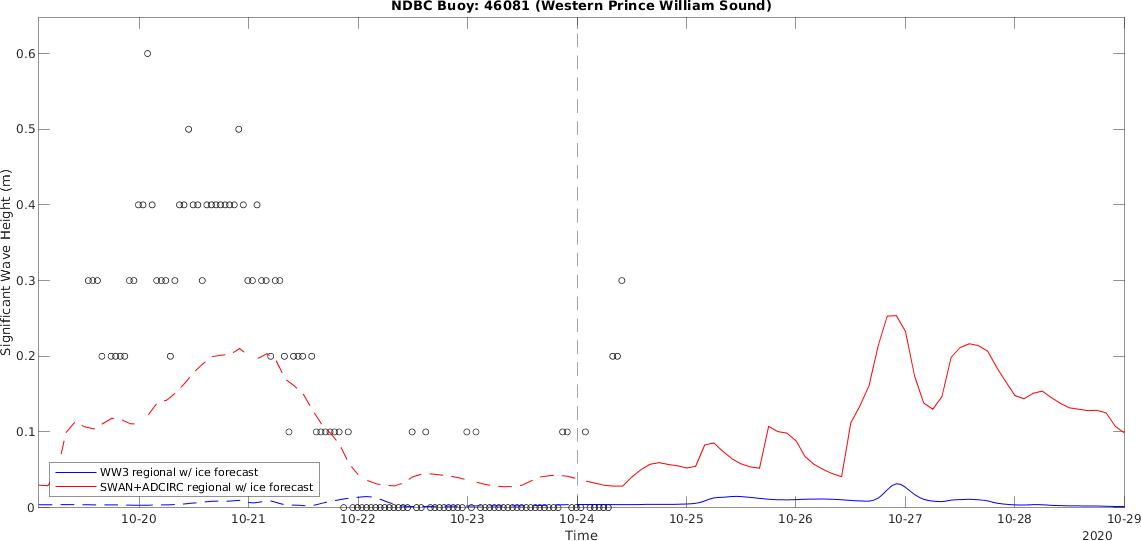 NDBC Buoy: 46081 (Western Prince William Sound)
0.6
0.5
0.4
0.3
0.2
0.1
0
Significant Wave Height (m)
WW3 regional w/ ice forecast
SWAN+ADCIRC regional w/ ice forecast
10-20 10-21 10-22 10-23 10-24 10-25 10-26 10-27 10-28 10-29
Time
2020